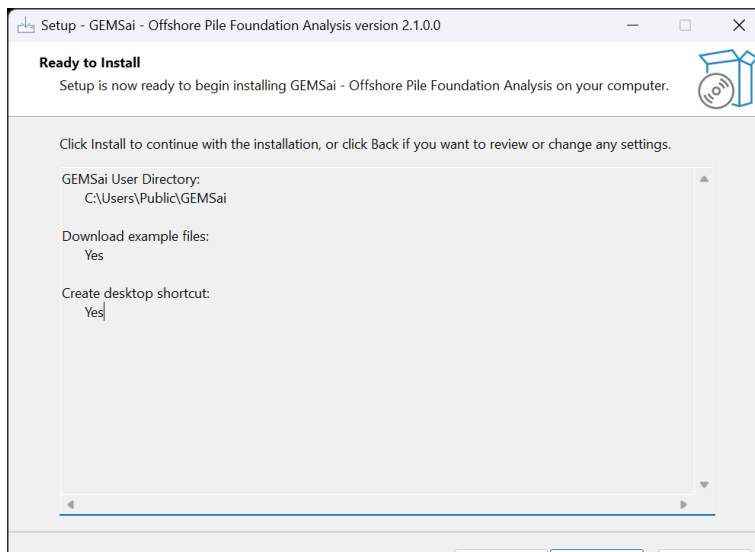 Setup - GEMSai - Offshore Pile Foundation Analysis version 2.1.0.0
Ready to Install
Setup is now ready to begin installing GEMSai - Offshore Pile Foundation Analysis on your computer.
Click Install to continue with the installation, or click Back if you want to review or change any settings.
GEMSai User Directory:
C:\Users\Public\GEMSai
Download example files:
Yes
Create desktop shortcut:
Yes